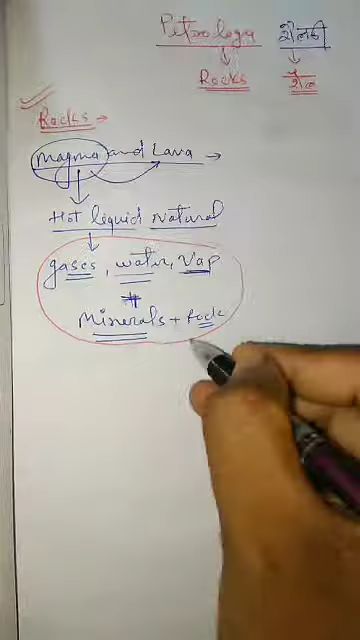 Petrology शैलकी
Rocks शैल
Rocks →
Magma and Lava →
Hot liquid Natural
gases, water, Vap
+
Minerals + Rock